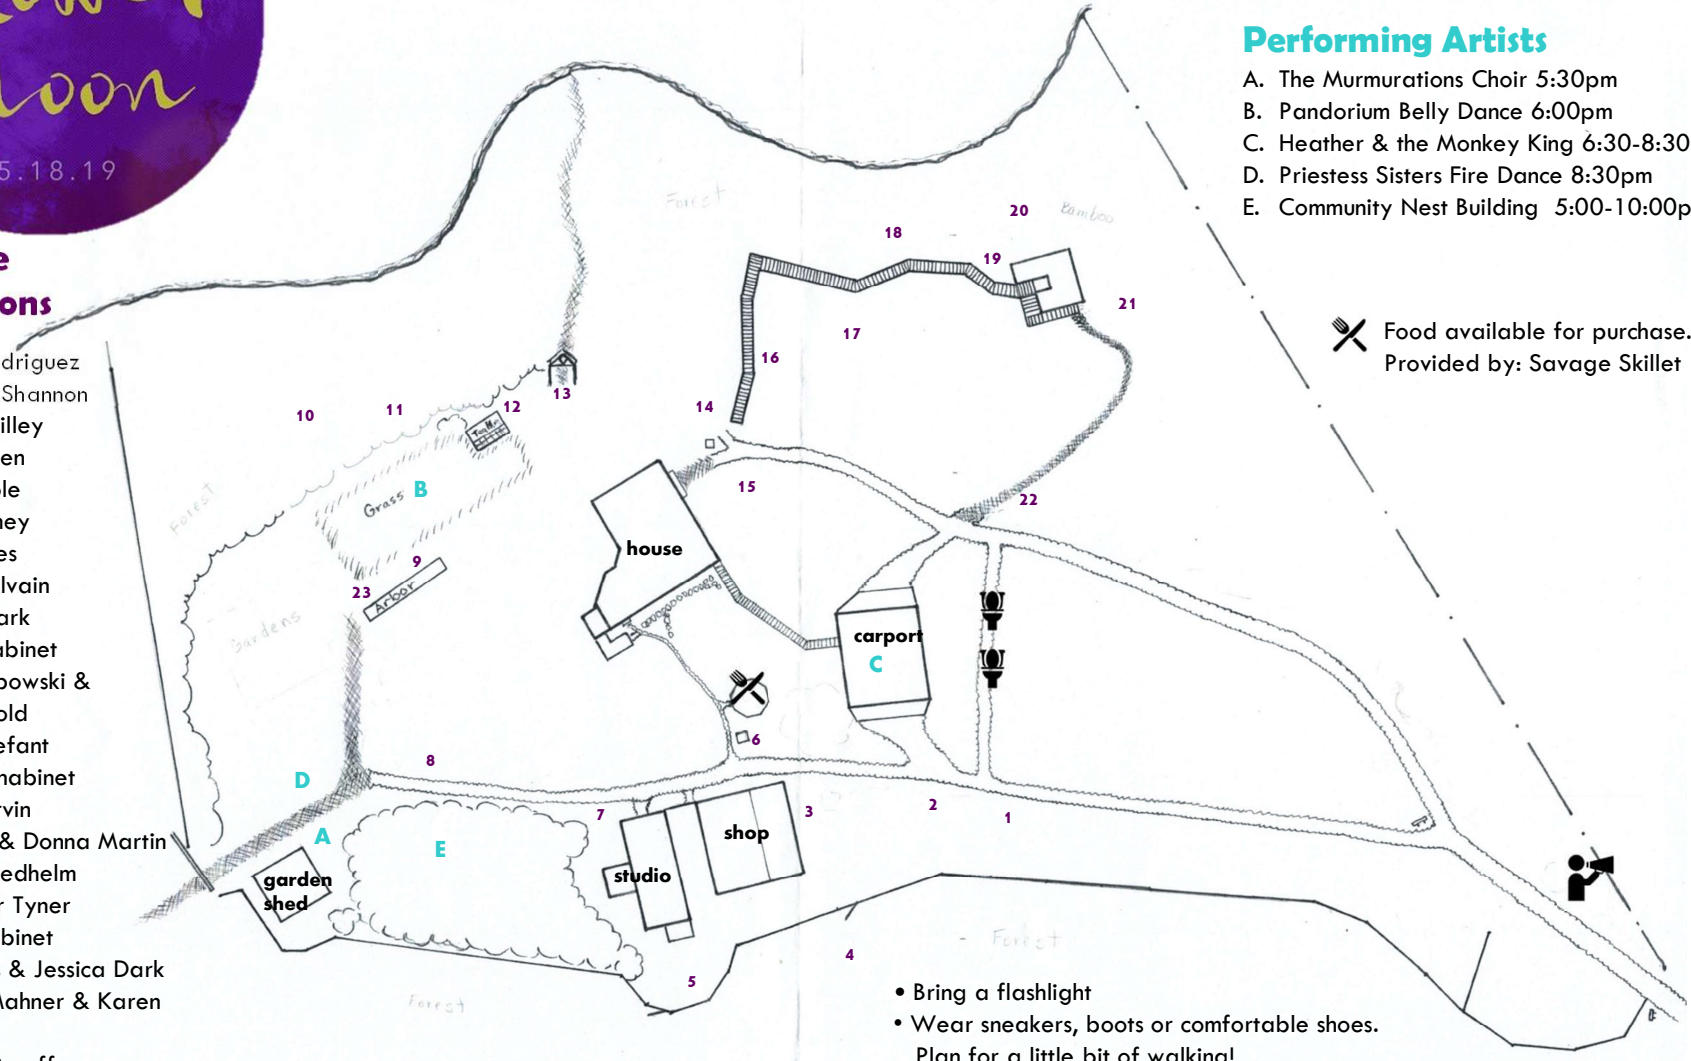 oon
5.18.19
e
ons
driguez
Shannon
illey
en
le
ney
es
lvain
ark
abinet
bowski &
old
efant
nabinet
rvin
& Donna Martin
edhelm
r Tyner
binet
s & Jessica Dark
Mahner & Karen
Performing Artists
A. The Murmurations Choir 5:30pm
B. Pandorium Belly Dance 6:00pm
C. Heather & the Monkey King 6:30-8:30
D. Priestess Sisters Fire Dance 8:30pm
E. Community Nest Building 5:00-10:00p
Food available for purchase.
Provided by: Savage Skillet
Forest
Bamboo
20
18
19
21
17
16
14
13
12
11
10
Forest
Grass
B
15
22
house
9
23
Arbor
Gardens
carport
C
6
8
D
7
3
2
1
A
E
shop
studio
garden
shed
4
5
Forest
Forest
• Bring a flashlight
• Wear sneakers, boots or comfortable shoes.
Plan for a little bit of walking!